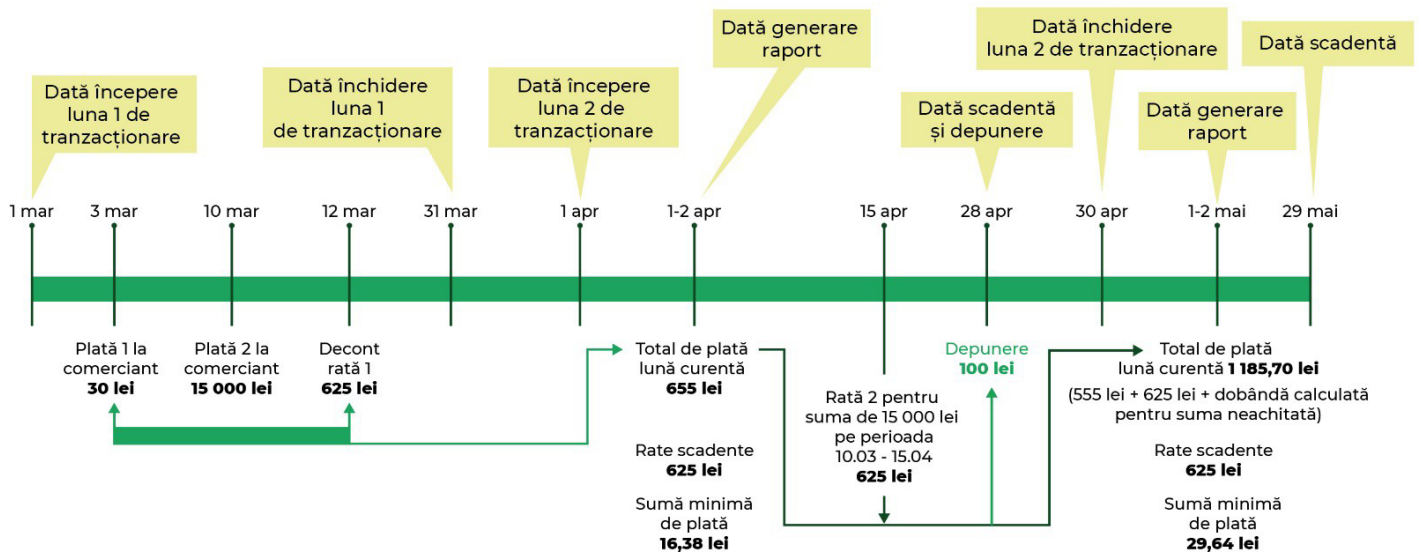 Dată începere
luna 1 de
tranzacționare
Dată închidere
luna 1
de tranzacționare
Dată începere
luna 2 de
tranzacționare
Dată generare
raport
Dată scadentă
și depunere
Dată închidere
luna 2 de tranzacționare
Dată generare
raport
Dată scadentă
1 mar
3 mar
10 mar
12 mar
31 mar
1 apr
1-2 apr
15 apr
28 apr
30 apr
1-2 mai
29 mai
Plată 1 la
comerciant
30 lei
Plată 2 la
comerciant
15 000 lei
Decont
rată 1
625 lei
Total de plată
lună curentă
655 lei
Rate scadente
625 lei
Sumă minimă
de plată
16,38 lei
Rată 2 pentru
suma de 15 000 lei
pe perioada
10.03 - 15.04
625 lei
Depunere
100 lei
Total de plată
lună curentă 1 185,70 lei
(555 lei + 625 lei + dobândă calculată
pentru suma neachitată)
Rate scadente
625 lei
Sumă minimă
de plată
29,64 lei